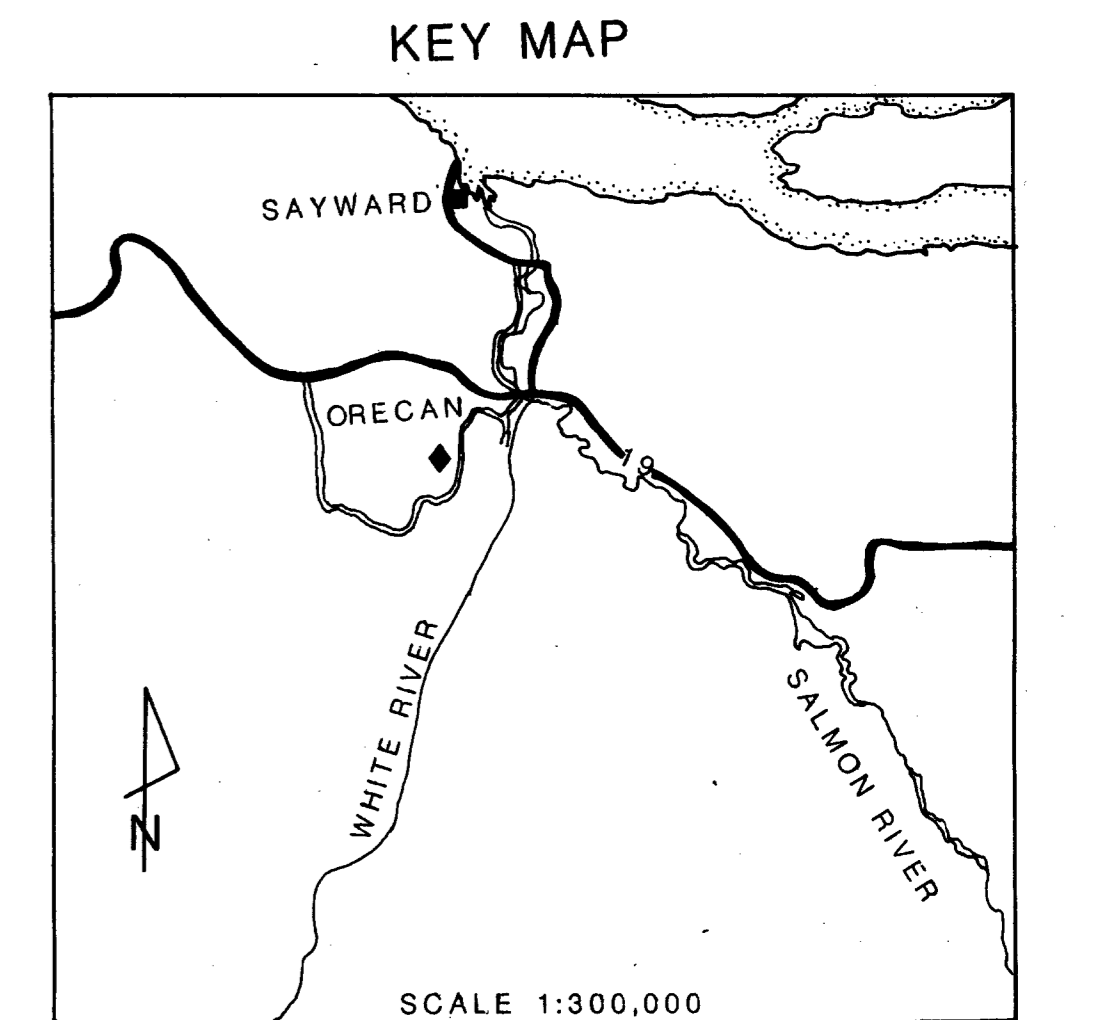 KEY MAP
SAYWARD
ORECAN
19
WHITE RIVER
SALMON RIVER
N
SCALE 1:300,000